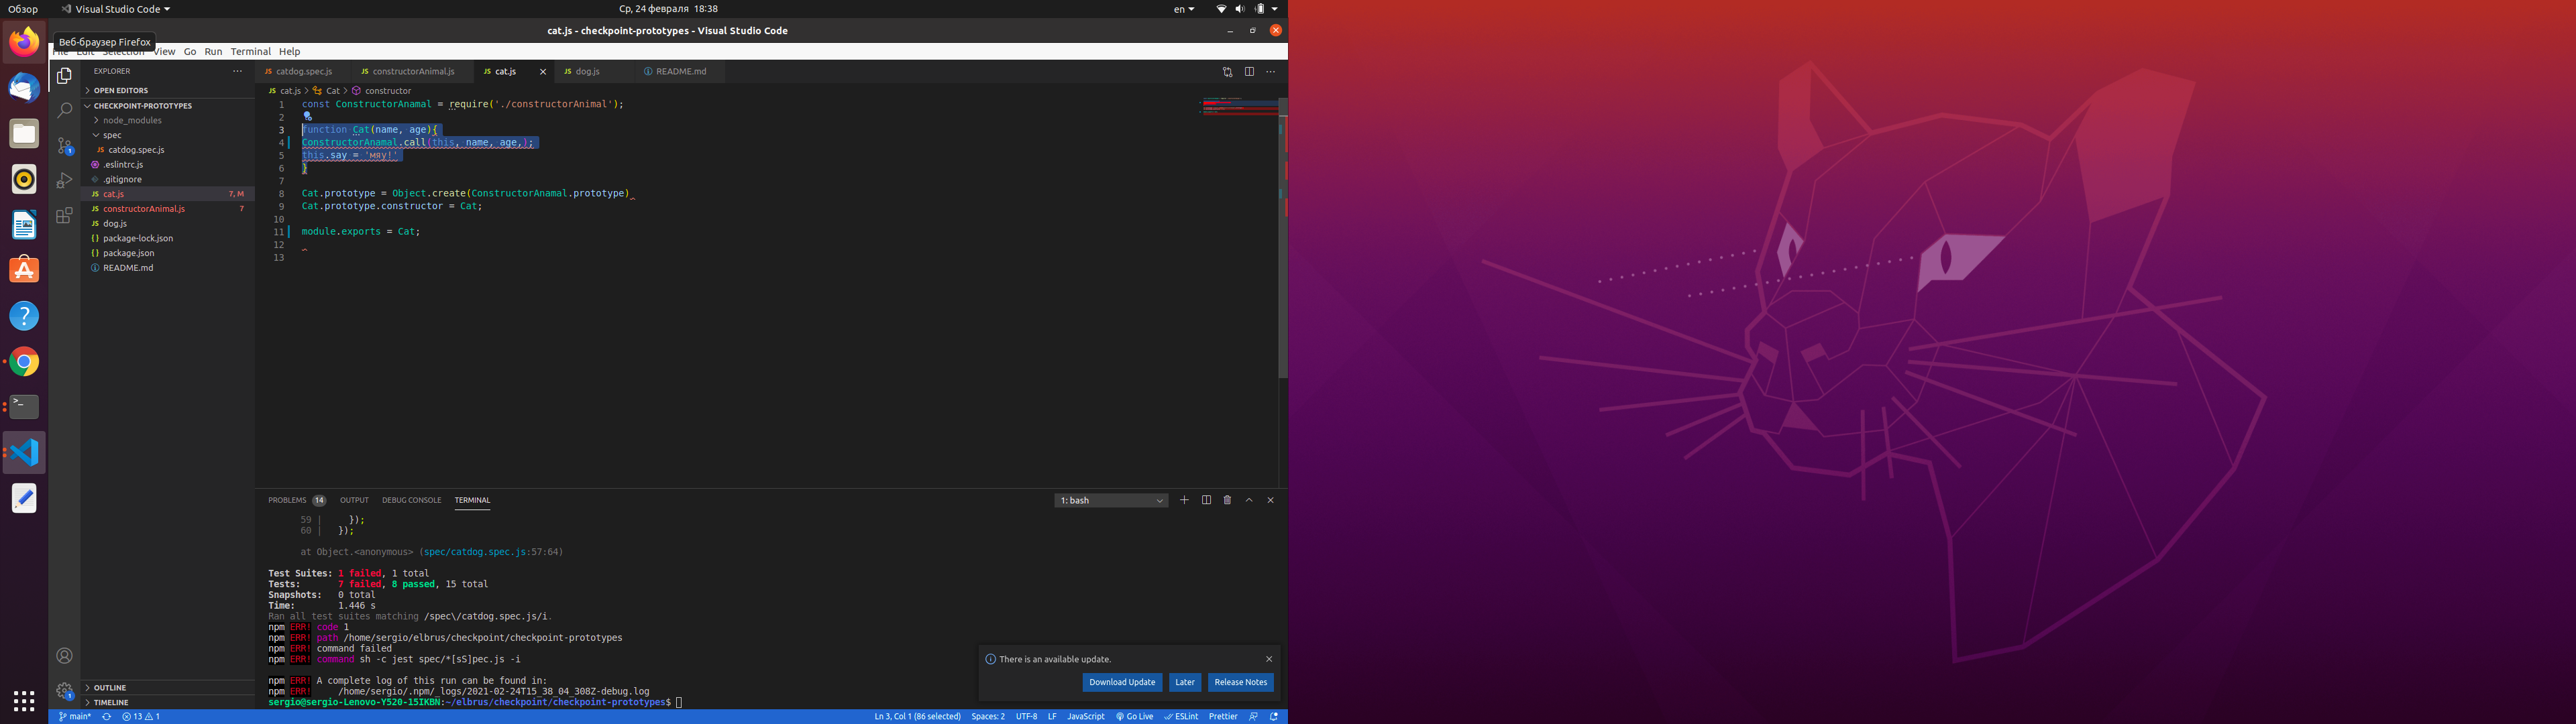 Обзор
Visual Studio Code
Ср, 24 февраля 18:38
en
cat.js - checkpoint-prototypes - Visual Studio Code
Веб-браузер Firefox
File Edit Selection View Go Run Terminal Help
EXPLORER
catdog.spec.js
constructorAnimal.js
cat.js
dog.js
README.md
OPEN EDITORS
CHECKPOINT-PROTOTYPES
node_modules
spec
catdog.spec.js
.eslintrc.js
.gitignore
cat.js 7, M
constructorAnimal.js 7
dog.js
package-lock.json
package.json
README.md
OUTLINE
TIMELINE
cat.js > Cat > constructor
1 const ConstructorAnamal = require('./constructorAnimal');
2
3 function Cat(name, age){
4 ConstructorAnamal.call(this, name, age,);
5 this.say = 'мяу!'
6 }
7
8 Cat.prototype = Object.create(ConstructorAnamal.prototype)
9 Cat.prototype.constructor = Cat;
10
11 module.exports = Cat;
12
13
PROBLEMS 14 OUTPUT DEBUG CONSOLE TERMINAL
1: bash
59 | });
60 | });
at Object.<anonymous> (spec/catdog.spec.js:57:64)
Test Suites: 1 failed, 1 total
Tests: 7 failed, 8 passed, 15 total
Snapshots: 0 total
Time: 1.446 s
Ran all test suites matching /spec\/catdog.spec.js/i.
npm ERR! code 1
npm ERR! path /home/sergio/elbrus/checkpoint/checkpoint-prototypes
npm ERR! command failed
npm ERR! command sh -c jest spec/*[sS]pec.js -i
npm ERR! A complete log of this run can be found in:
npm ERR! /home/sergio/.npm/_logs/2021-02-24T15_38_04_308Z-debug.log
sergio@sergio-Lenovo-Y520-15IKBN:~/elbrus/checkpoint/checkpoint-prototypes$
There is an available update.
Download Update Later Release Notes
main* 13 1
Ln 3, Col 1 (86 selected) Spaces: 2 UTF-8 LF JavaScript Go Live ESLint Prettier